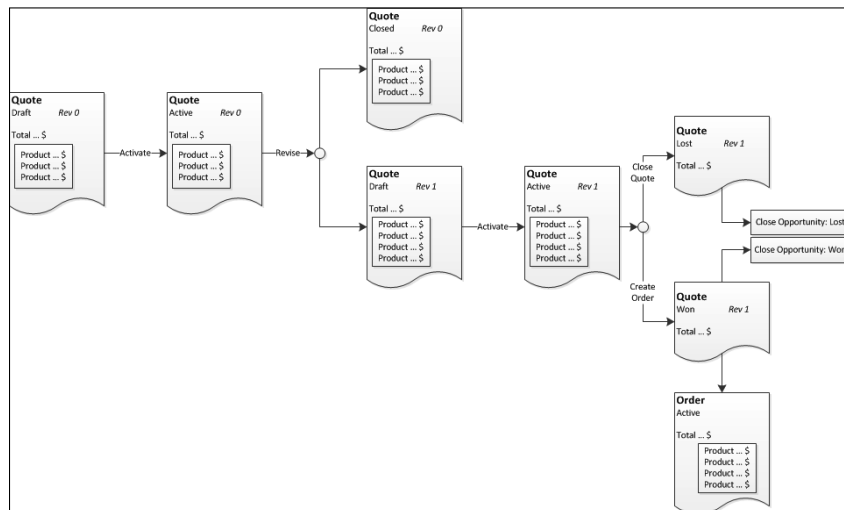 Quote
Closed Rev 0
Total ... $
Product ... $
Product ... $
Product ... $
Quote
Draft Rev 0
Total ... $
Product ... $
Product ... $
Product ... $
Activate
Quote
Active Rev 0
Total ... $
Product ... $
Product ... $
Product ... $
Revise
Quote
Draft Rev 1
Total ... $
Product ... $
Product ... $
Product ... $
Product ... $
Activate
Quote
Active Rev 1
Total ... $
Product ... $
Product ... $
Product ... $
Product ... $
Close
Quote
Quote
Lost Rev 1
Total ... $
Close Opportunity: Lost
Close Opportunity: Won
Create
Order
Quote
Won Rev 1
Total ... $
Order
Active
Total ... $
Product ... $
Product ... $
Product ... $
Product ... $